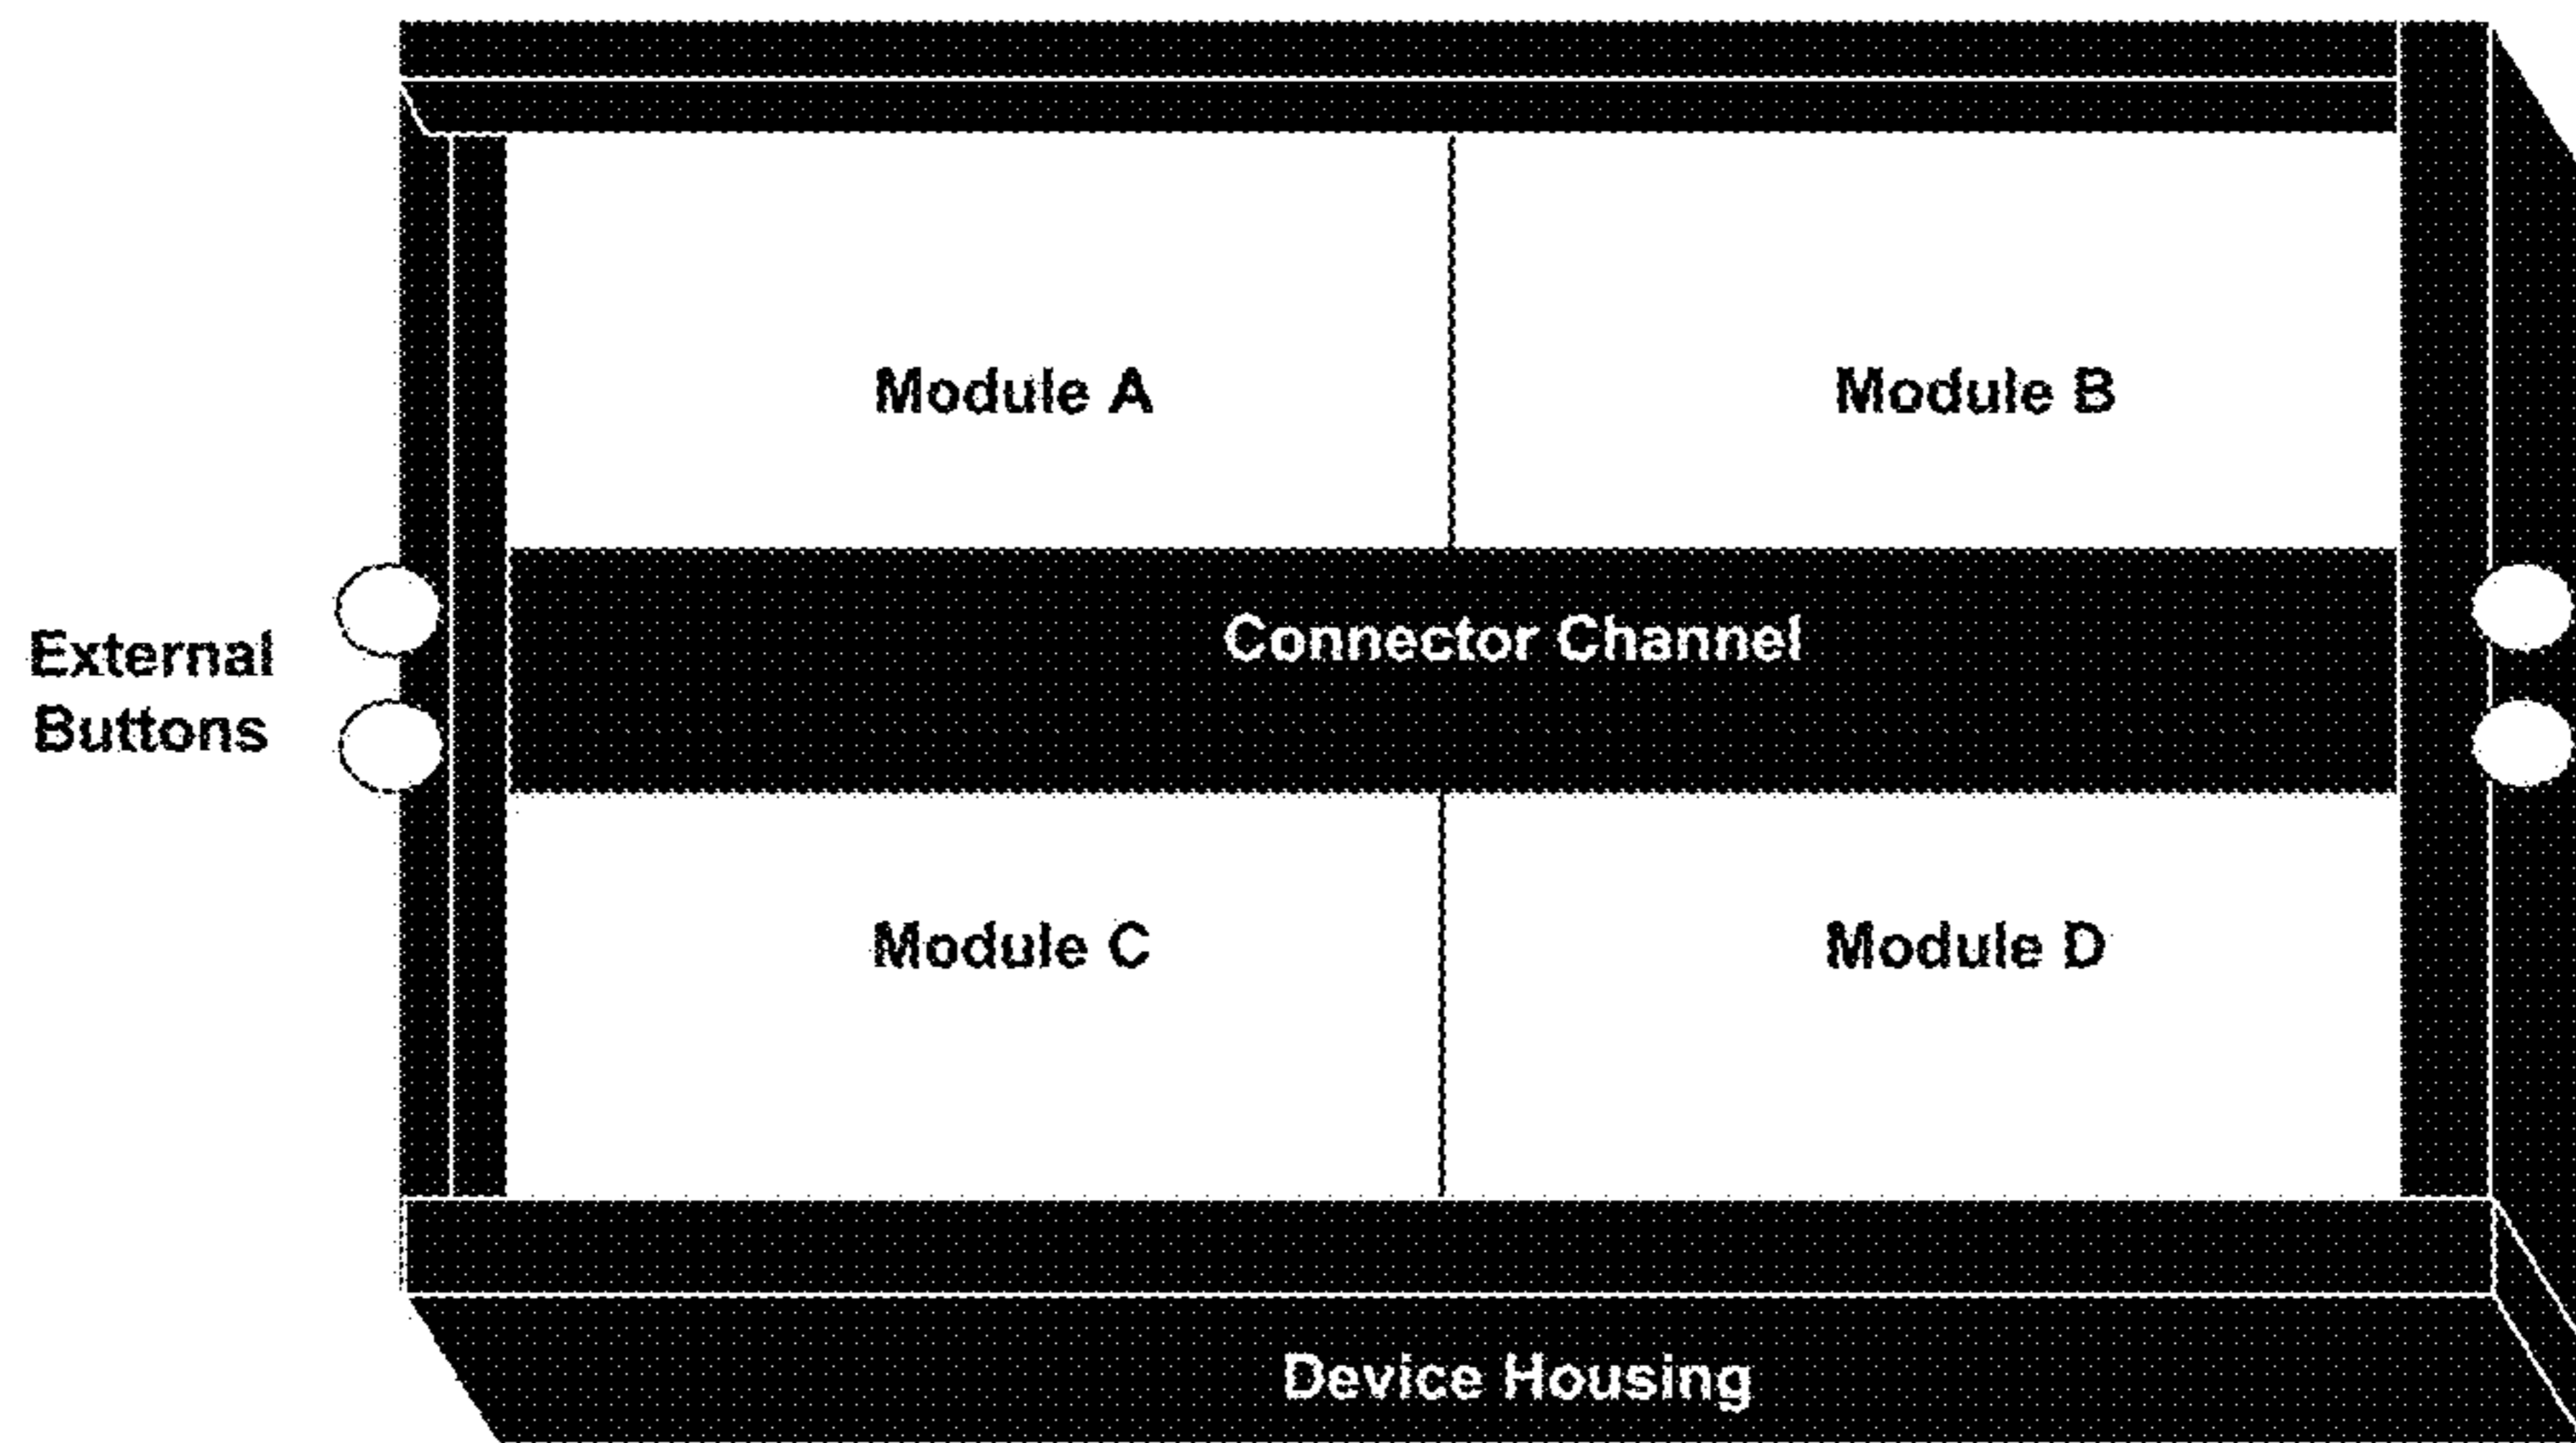 Module A
Module B
External
Buttons
Connector Channel
Module C
Module D
Device Housing